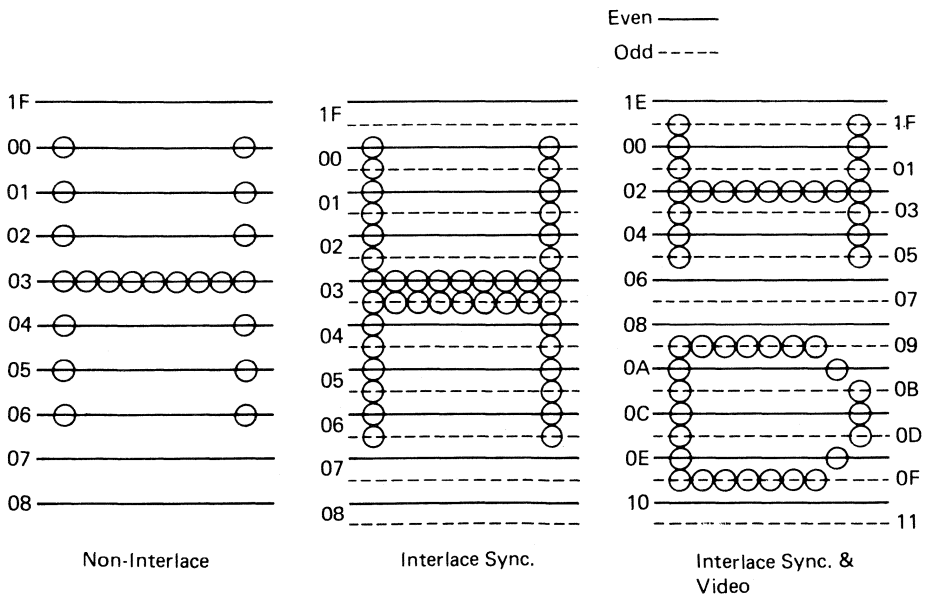 Even
Odd
1F
00
01
02
03
04
05
06
07
08
Non-Interlace
1F
00
01
02
03
04
05
06
07
08
Interlace Sync.
1E
1F
00
01
02
03
04
05
06
07
08
09
0A
0B
0C
0D
0E
0F
10
11
Interlace Sync. &
Video